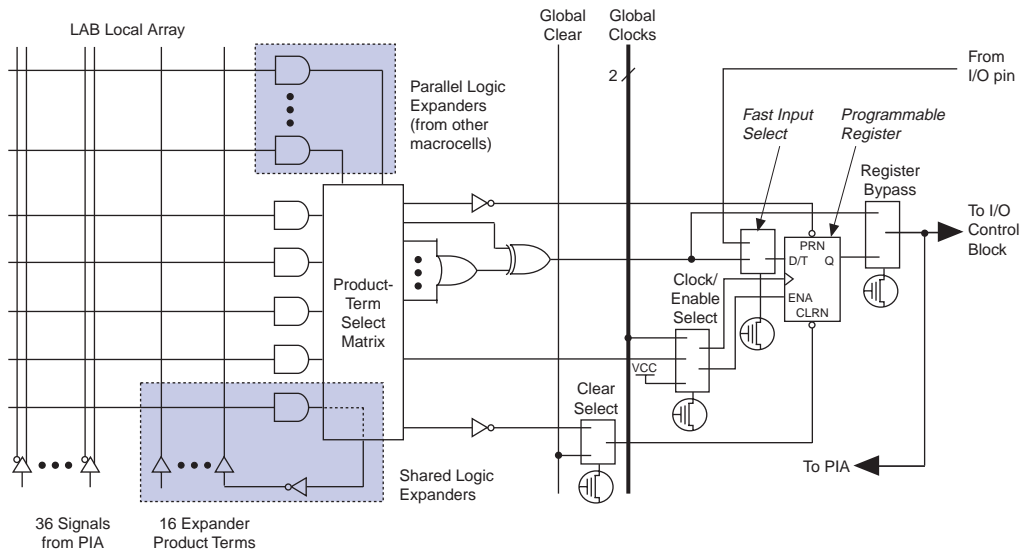 LAB Local Array
Global
Clear
Global
Clocks
2
From
I/O pin
Parallel Logic
Expanders
(from other
macrocells)
Fast Input
Select
Programmable
Register
Register
Bypass
To I/O
Control
Block
PRN
D/T
Q
ENA
CLRN
Product-
Term
Select
Matrix
Clock/
Enable
Select
VCC
Clear
Select
To PIA
Shared Logic
Expanders
36 Signals
from PIA
16 Expander
Product Terms